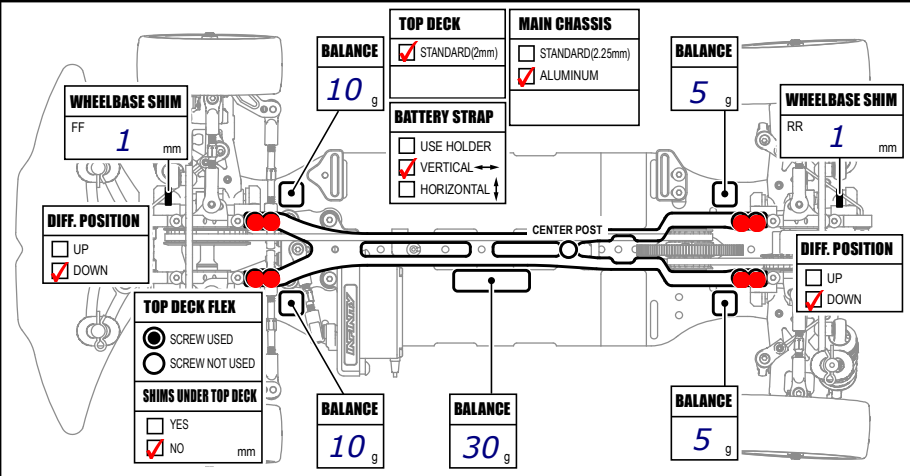 TOP DECK
STANDARD(2mm)
MAIN CHASSIS
STANDARD(2.25mm)
ALUMINUM
BALANCE
10 g
BALANCE
5 g
WHEELBASE SHIM
FF
1
mm
BATTERY STRAP
USE HOLDER
VERTICAL
HORIZONTAL
WHEELBASE SHIM
RR
1
mm
DIFF. POSITION
UP
DOWN
CENTER POST
DIFF. POSITION
UP
DOWN
TOP DECK FLEX
SCREW USED
SCREW NOT USED
SHIMS UNDER TOP DECK
YES
NO
mm
INFINITY
BALANCE
10 g
BALANCE
30 g
BALANCE
5 g